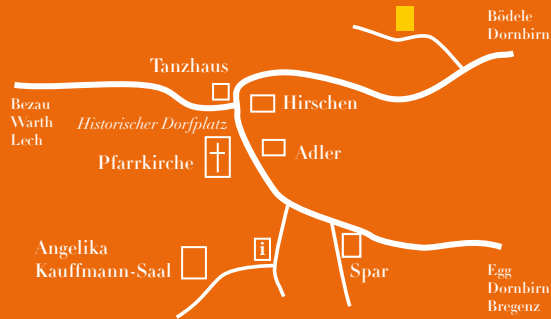 Bödele
Dornbirn
Tanzhaus
Bezau
Warth
Lech
Hirschen
Historischer Dorfplatz
Pfarrkirche
Adler
Angelika
Kauffmann-Saal
i
Spar
Egg
Dornbirn
Bregenz